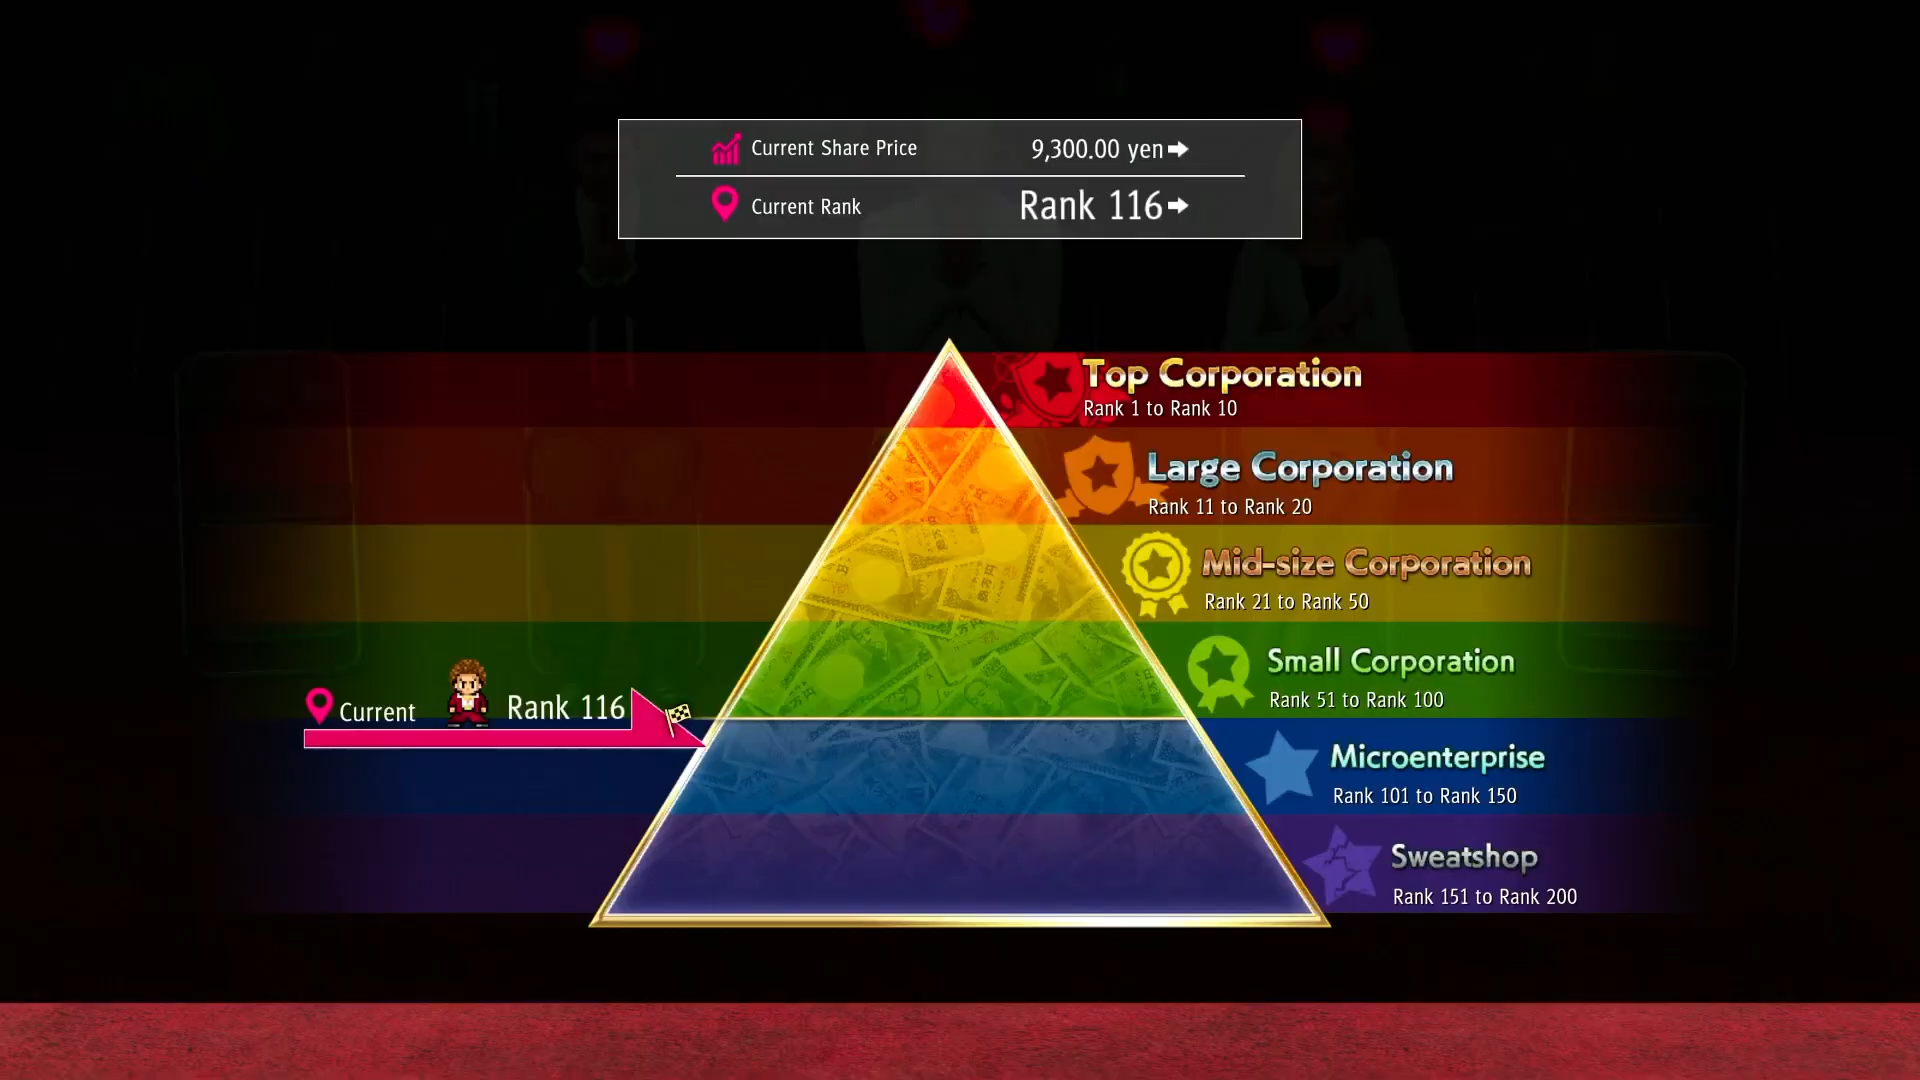 Current Share Price 9,300.00 yen
Current Rank Rank 116
Top Corporation
Rank 1 to Rank 10
Large Corporation
Rank 11 to Rank 20
Mid-size Corporation
Rank 21 to Rank 50
Small Corporation
Rank 51 to Rank 100
Current Rank 116
Microenterprise
Rank 101 to Rank 150
Sweatshop
Rank 151 to Rank 200